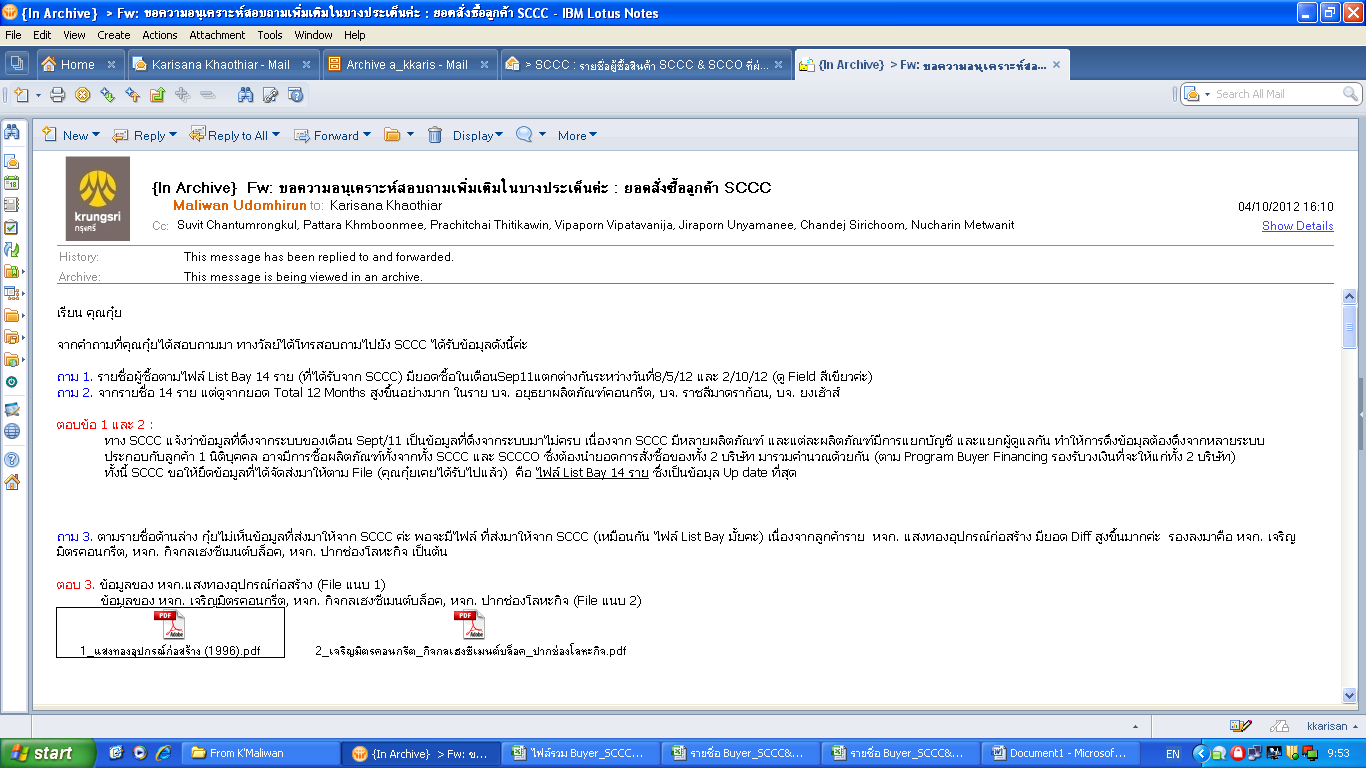 {In Archive} > Fw: ขอความอนุเคราะห์สอบถามเพิ่มเติมในบางประเด็นค่ะ : ยอดสั่งซื้อลูกค้า SCCC - IBM Lotus Notes
File Edit View Create Actions Attachment Tools Window Help
Home Karisana Khaothiar - Mail Archive a_kkaris - Mail > SCCC : รายชื่อผู้ซื้อสินค้า SCCC & SCCO ที่ผ่... {In Archive} > Fw: ขอความอนุเคราะห์สอ...
Search All Mail
New Reply Reply to All Forward Display More
krungsri
กรุงศรี
{In Archive} Fw: ขอความอนุเคราะห์สอบถามเพิ่มเติมในบางประเด็นค่ะ : ยอดสั่งซื้อลูกค้า SCCC
Maliwan Udomhirun to: Karisana Khaothiar 04/10/2012 16:10
Cc: Suvit Chantumrongkul, Pattara Khmboonmee, Prachitchai Thitikawin, Vipaporn Vipatavanija, Jiraporn Unyamanee, Chandej Sirichoom, Nucharin Metwanit Show Details
History: This message has been replied to and forwarded.
Archive: This message is being viewed in an archive.
เรียน คุณกุ๋ย
จากคำถามที่คุณกุ๋ยได้สอบถามมา ทางวัลย์ได้โทรสอบถามไปยัง SCCC ได้รับข้อมูลดังนี้ค่ะ
ถาม 1. รายชื่อผู้ซื้อตามไฟล์ List Bay 14 ราย (ที่ได้รับจาก SCCC) มียอดซื้อในเดือนSep11แตกต่างกันระหว่างวันที่8/5/12 และ 2/10/12 (ดู Field สีเขียวค่ะ)
ถาม 2. จากรายชื่อ 14 ราย แต่ดูจากยอด Total 12 Months สูงขึ้นอย่างมาก ในราย บจ. อยุธยาผลิตภัณฑ์คอนกรีต, บจ. ราชสีมาตราก้อน, บจ. ยงเฮ้าส์
ตอบข้อ 1 และ 2 :
ทาง SCCC แจ้งว่าข้อมูลที่ดึงจากระบบของเดือน Sept/11 เป็นข้อมูลที่ดึงจากระบบมาไม่ครบ เนื่องจาก SCCC มีหลายผลิตภัณฑ์ และแต่ละผลิตภัณฑ์มีการแยกบัญชี และแยกผู้ดูแลกัน ทำให้การดึงข้อมูลต้องดึงจากหลายระบบ
ประกอบกับลูกค้า 1 นิติบุคคล อาจมีการซื้อผลิตภัณฑ์ทั้งจากทั้ง SCCC และ SCCCO ซึ่งต้องนำยอดการสั่งซื้อของทั้ง 2 บริษัท มารวมคำนวณด้วยกัน (ตาม Program Buyer Financing รองรับวงเงินที่จะให้แก่ทั้ง 2 บริษัท)
ทั้งนี้ SCCC ขอให้ยึดข้อมูลที่ได้จัดส่งมาให้ตาม File (คุณกุ๋ยเคยได้รับไปแล้ว) คือ ไฟล์ List Bay 14 ราย ซึ่งเป็นข้อมูล Up date ที่สุด
ถาม 3. ตามรายชื่อด้านล่าง กุ๋ยไม่เห็นข้อมูลที่ส่งมาให้จาก SCCC ค่ะ พอจะมีไฟล์ ที่ส่งมาให้จาก SCCC (เหมือนกัน ไฟล์ List Bay มั้ยคะ) เนื่องจากลูกค้าราย หจก. แสงทองอุปกรณ์ก่อสร้าง มียอด Diff สูงขึ้นมากค่ะ รองลงมาคือ หจก. เจริญ
มิตรคอนกรีต, หจก. กิจกลเฮงซีเมนต์บล็อค, หจก. ปากช่องโลหะกิจ เป็นต้น
ตอบ 3. ข้อมูลของ หจก.แสงทองอุปกรณ์ก่อสร้าง (File แนบ 1)
ข้อมูลของ หจก. เจริญมิตรคอนกรีต, หจก. กิจกลเฮงซีเมนต์บล็อค, หจก. ปากช่องโลหะกิจ (File แนบ 2)
PDF Adobe PDF Adobe
1_แสงทองอุปกรณ์ก่อสร้าง (1996).pdf 2_เจริญมิตรคอนกรีต_กิจกลเฮงซีเมนต์บล็อค_ปากช่องโลหะกิจ.pdf
kkarisan
start From K'Maliwan {In Archive} > Fw: ข... ไฟล์รวม Buyer_SCCC... รายชื่อ Buyer_SCCC&... รายชื่อ Buyer_SCCC&... Document1 - Microsof... EN 9:53